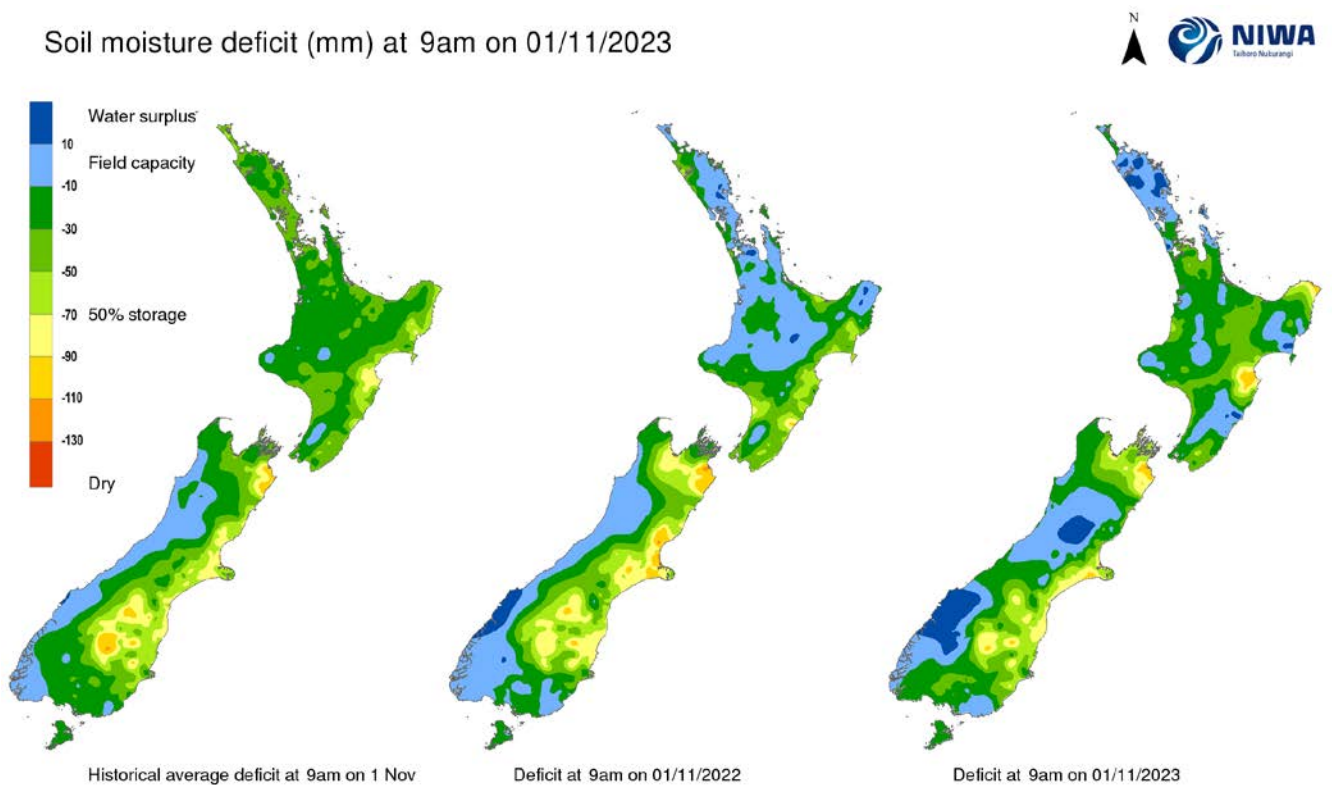 Soil moisture deficit (mm) at 9am on 01/11/2023
N
NIWA
Taihoro Nukurangi
Water surplus
10
Field capacity
-10
-30
-50
-70
50% storage
-90
-110
-130
Dry
Historical average deficit at 9am on 1 Nov
Deficit at 9am on 01/11/2022
Deficit at 9am on 01/11/2023